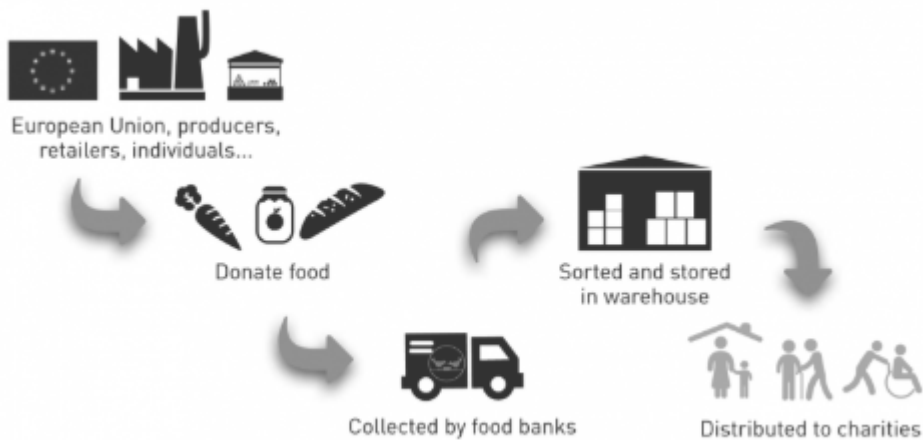 European Union, producers,
retailers, individuals...
Donate food
Collected by food banks
Sorted and stored
in warehouse
Distributed to charities